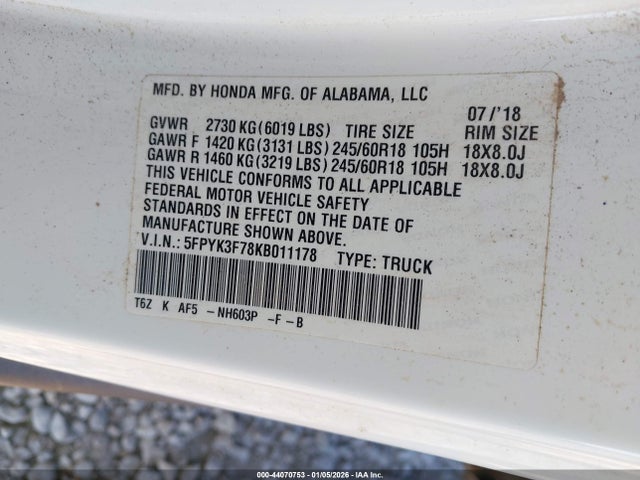 MFD. BY HONDA MFG. OF ALABAMA, LLC
07/'18
GVWR 2730 KG(6019 LBS) TIRE SIZE RIM SIZE
GAWR F 1420 KG(3131 LBS)245/60R18 105H 18X8.0J
GAWR R 1460 KG(3219 LBS)245/60R18 105H 18X8.0J
THIS VEHICLE CONFORMS TO ALL APPLICABLE
FEDERAL MOTOR VEHICLE SAFETY
STANDARDS IN EFFECT ON THE DATE OF
MANUFACTURE SHOWN ABOVE.
V.I.N.: 5FPYK3F78KB011178 TYPE: TRUCK
T6Z K AF5 -NH603P -F-B
000-44070753 | 01/05/2026 | IAA Inc.